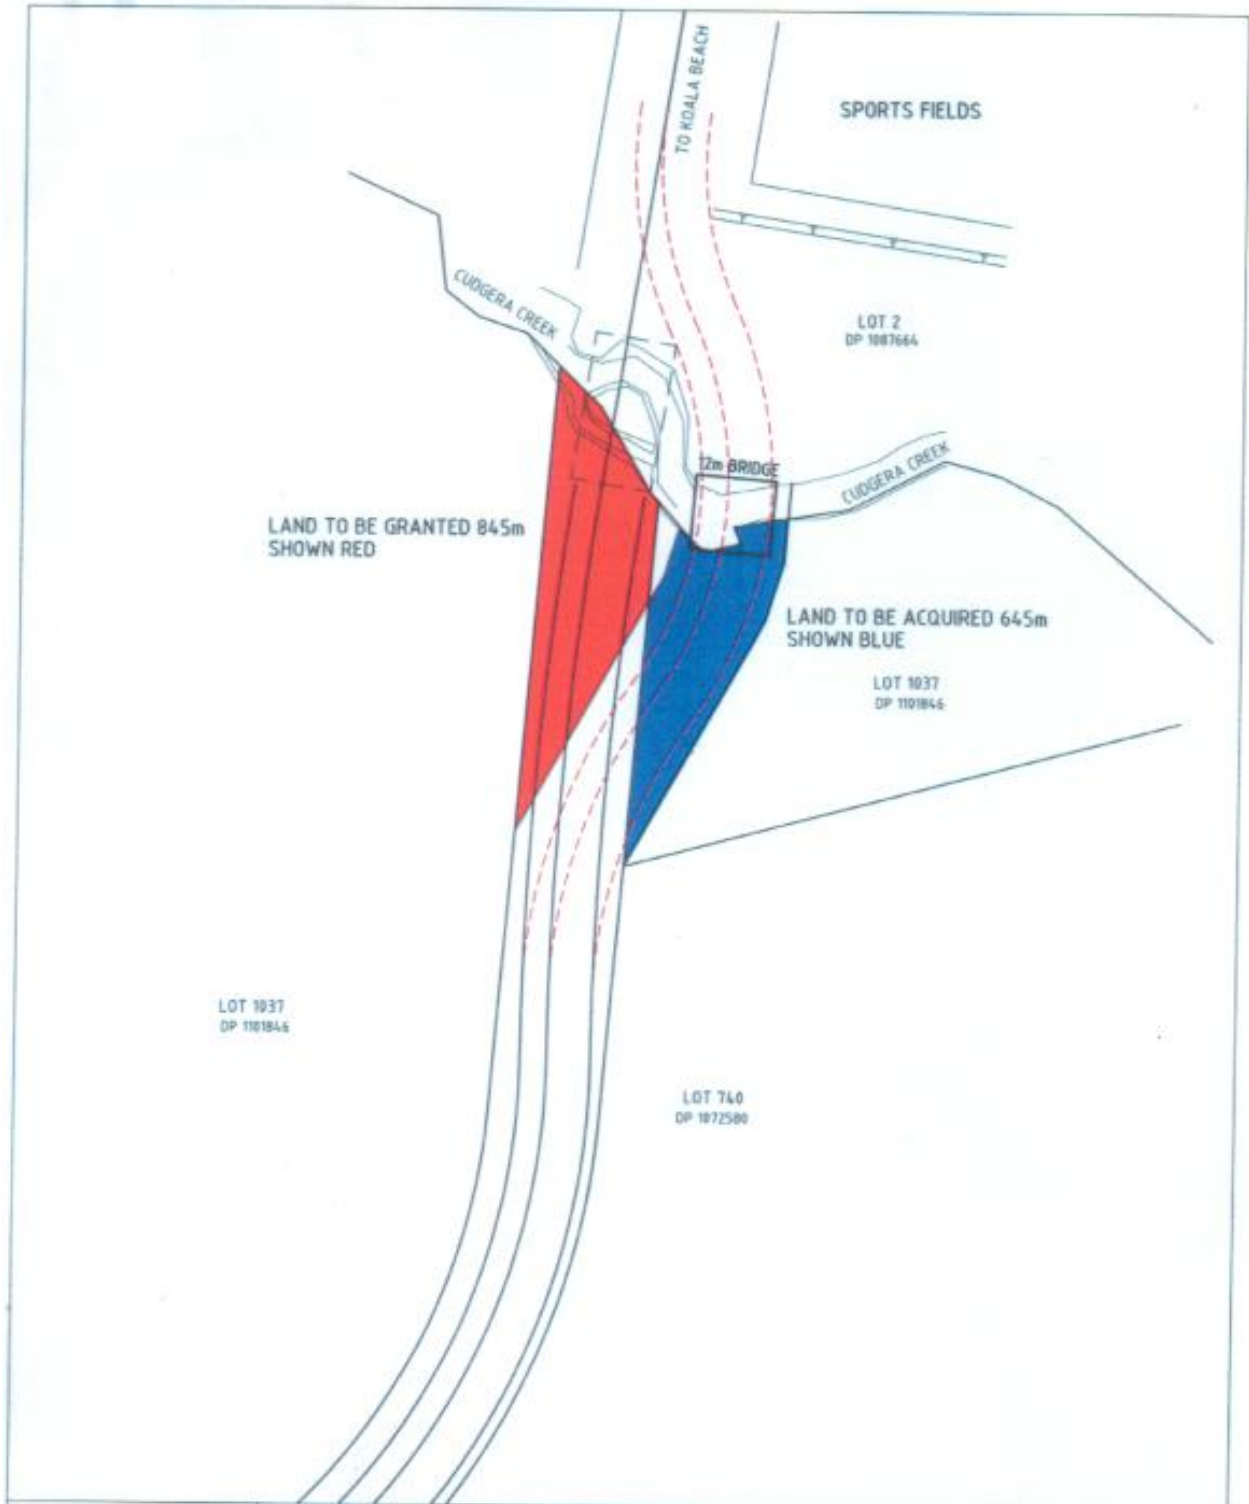 TO KOALA BEACH
SPORTS FIELDS
CUDGERA CREEK
LOT 2
DP 1087664
12m BRIDGE
CUDGERA CREEK
LAND TO BE GRANTED 845m
SHOWN RED
LAND TO BE ACQUIRED 645m
SHOWN BLUE
LOT 1037
DP 1101846
LOT 1037
DP 1101846
LOT 740
DP 1072580